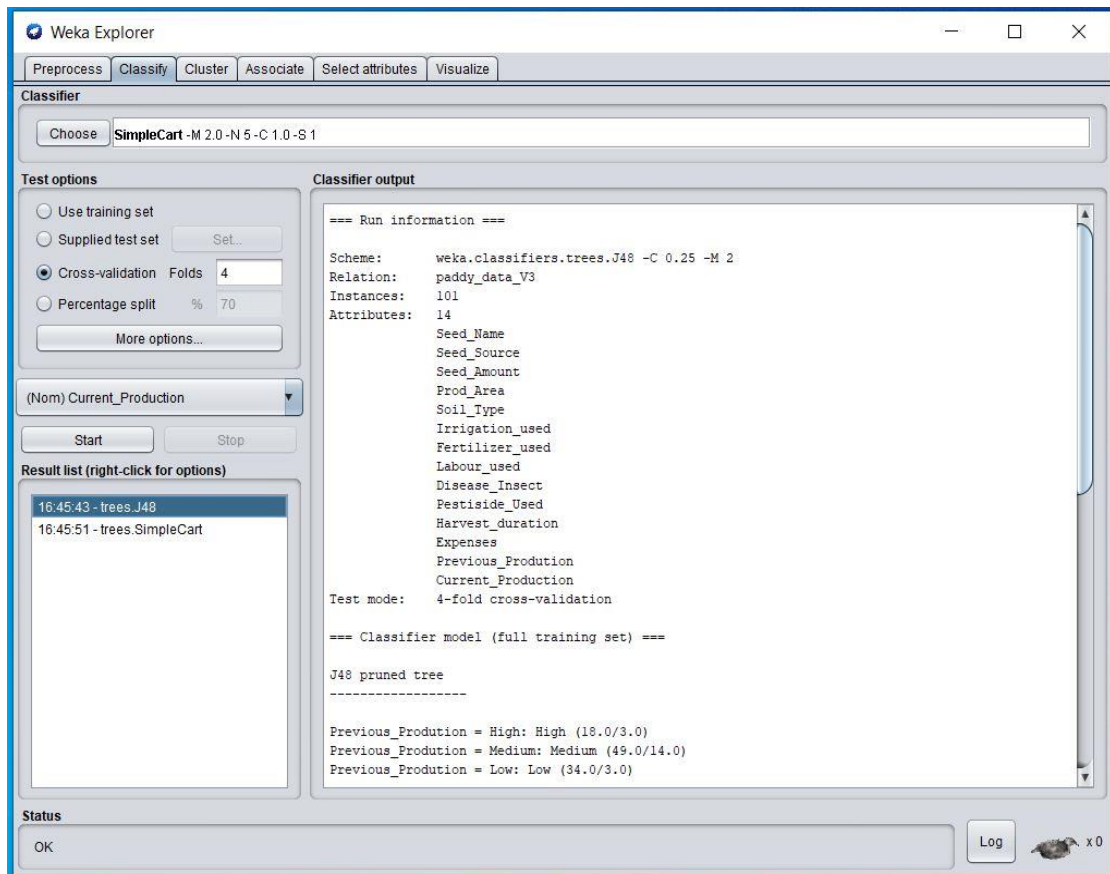 Weka Explorer
Preprocess Classify Cluster Associate Select attributes Visualize
Classifier
Choose SimpleCart -M 2.0 -N 5 -C 1.0 -S 1
Test options
Use training set
Supplied test set Set...
Cross-validation Folds 4
Percentage split % 70
More options...
(Nom) Current_Production
Start Stop
Result list (right-click for options)
16:45:43 - trees.J48
16:45:51 - trees.SimpleCart
Classifier output
=== Run information ===
Scheme: weka.classifiers.trees.J48 -C 0.25 -M 2
Relation: paddy_data_V3
Instances: 101
Attributes: 14
Seed_Name
Seed_Source
Seed_Amount
Prod_Area
Soil_Type
Irrigation_used
Fertilizer_used
Labour_used
Disease_Insect
Pestiside_Used
Harvest_duration
Expenses
Previous_Prodution
Current_Production
Test mode: 4-fold cross-validation
=== Classifier model (full training set) ===
J48 pruned tree
------------------
Previous_Prodution = High: High (18.0/3.0)
Previous_Prodution = Medium: Medium (49.0/14.0)
Previous_Prodution = Low: Low (34.0/3.0)
Status
OK
Log
x 0